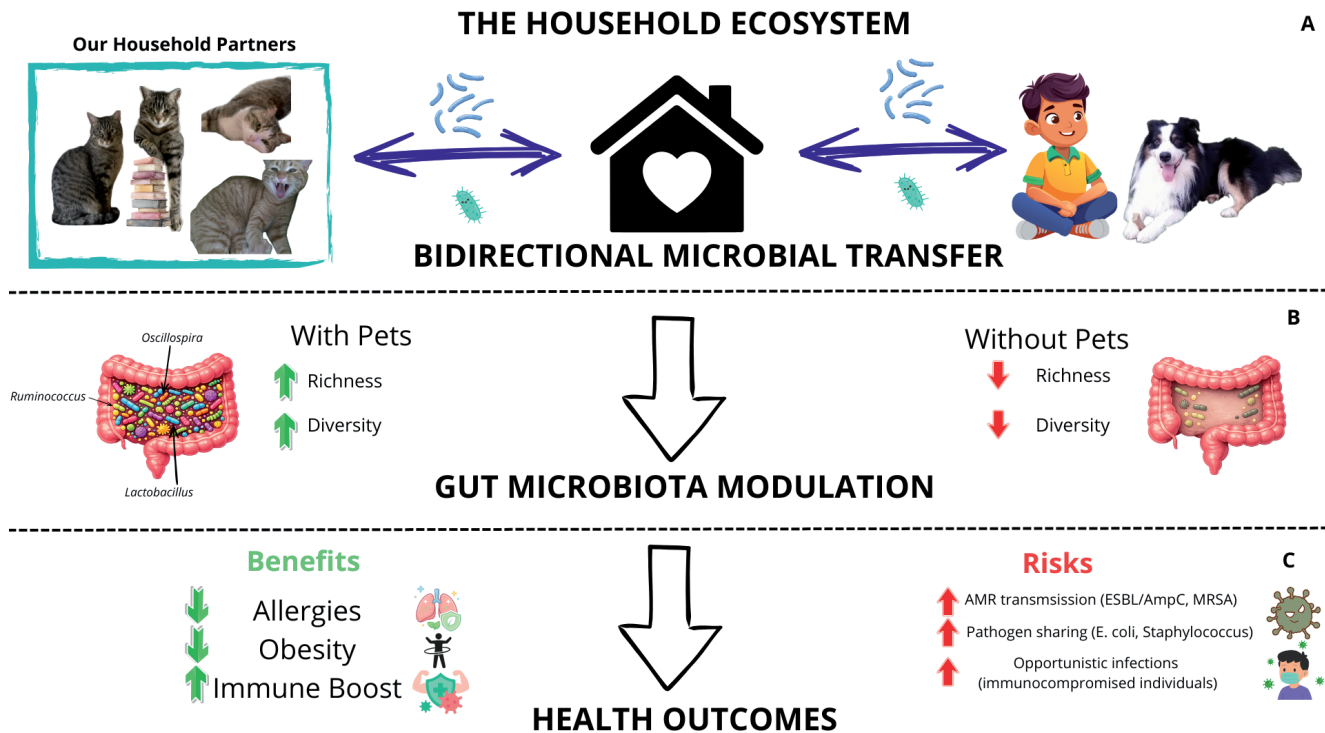 THE HOUSEHOLD ECOSYSTEM
A
Our Household Partners
BIDIRECTIONAL MICROBIAL TRANSFER
B
With Pets
Richness
Diversity
Oscillospira
Ruminococcus
Lactobacillus
Without Pets
Richness
Diversity
GUT MICROBIOTA MODULATION
C
Benefits
Allergies
Obesity
Immune Boost
Risks
AMR transmsission (ESBL/AmpC, MRSA)
Pathogen sharing (E. coli, Staphylococcus)
Opportunistic infections
(immunocompromised individuals)
HEALTH OUTCOMES